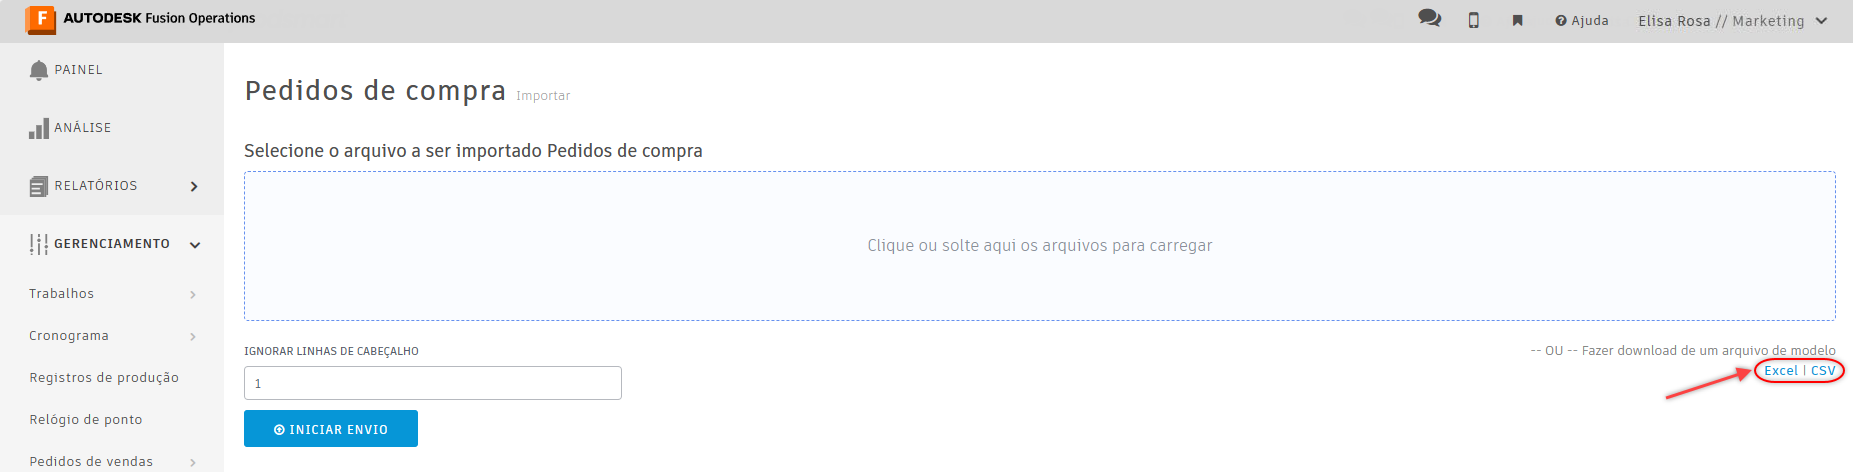 F AUTODESK Fusion Operations
Ajuda
Elisa Rosa // Marketing
PAINEL
ANÁLISE
RELATÓRIOS
GERENCIAMENTO
Trabalhos
Cronograma
Registros de produção
Relógio de ponto
Pedidos de vendas
Pedidos de compra Importar
Selecione o arquivo a ser importado Pedidos de compra
Clique ou solte aqui os arquivos para carregar
IGNORAR LINHAS DE CABEÇALHO
1
INICIAR ENVIO
-- OU -- Fazer download de um arquivo de modelo
Excel | CSV